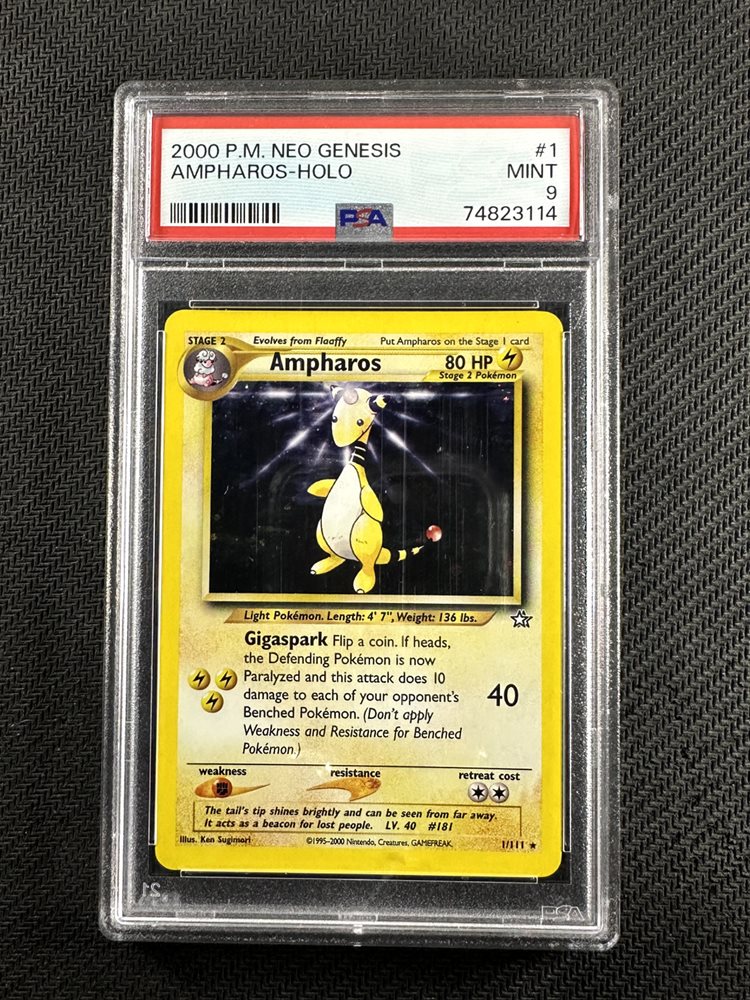 2000 P.M. NEO GENESIS #1
AMPHAROS-HOLO MINT
9
PSA 74823114
STAGE 2 Evolves from Flaaffy Put Ampharos on the Stage 1 card
Ampharos 80 HP
Stage 2 Pokémon
Light Pokémon. Length: 4' 7", Weight: 136 lbs.
Gigaspark Flip a coin. If heads,
the Defending Pokémon is now
Paralyzed and this attack does 10
damage to each of your opponent's
Benched Pokémon. (Don't apply
Weakness and Resistance for Benched
Pokémon.)
40
weakness resistance retreat cost
The tail's tip shines brightly and can be seen from far away.
It acts as a beacon for lost people. LV. 40 #181
Illus. Ken Sugimori ©1995-2000 Nintendo, Creatures, GAMEFREAK. 1/111
21 PSA